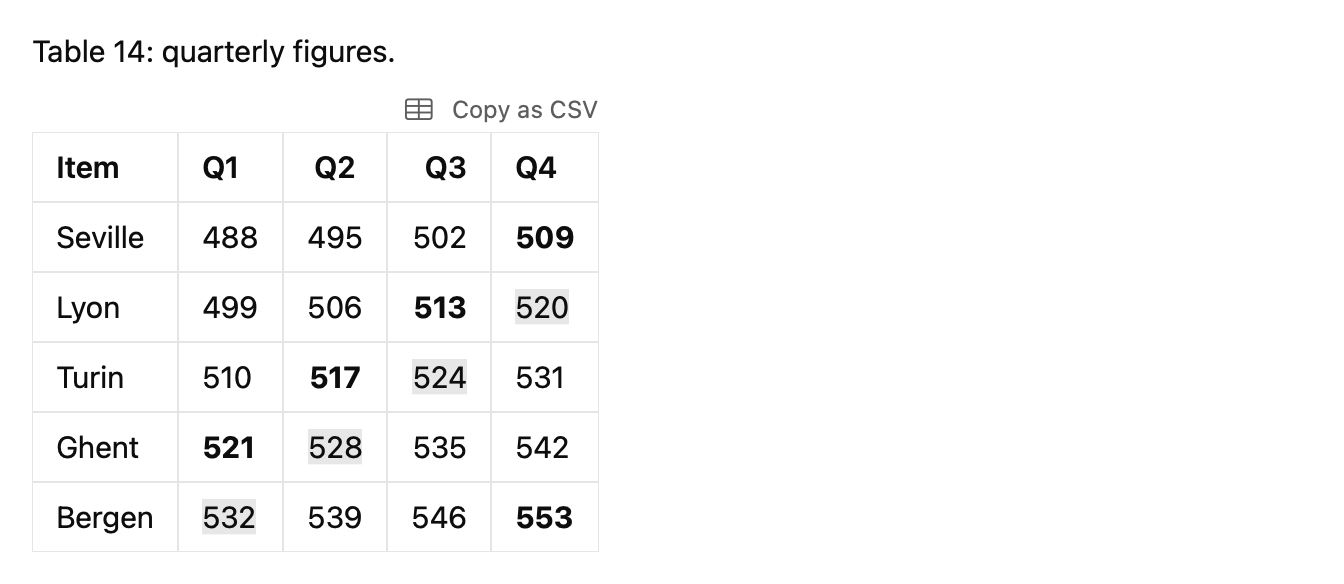 Table 14: quarterly figures.
Copy as CSV
Item Q1 Q2 Q3 Q4
Seville 488 495 502 509
Lyon 499 506 513 520
Turin 510 517 524 531
Ghent 521 528 535 542
Bergen 532 539 546 553